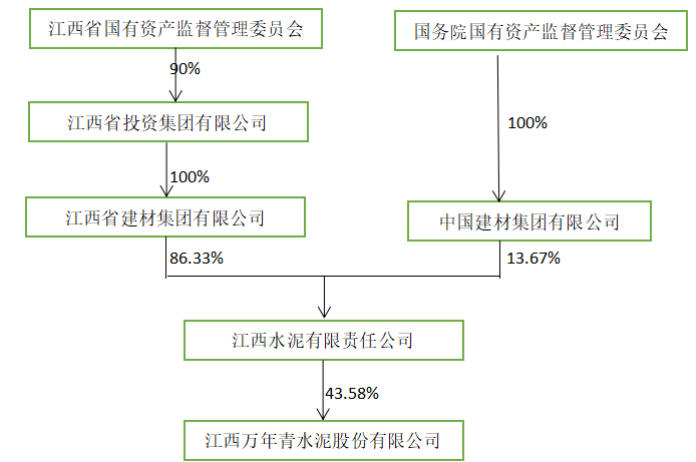 江西省国有资产监督管理委员会
国务院国有资产监督管理委员会
90%
江西省投资集团有限公司
100%
100%
江西省建材集团有限公司
中国建材集团有限公司
86.33%
13.67%
江西水泥有限责任公司
43.58%
江西万年青水泥股份有限公司